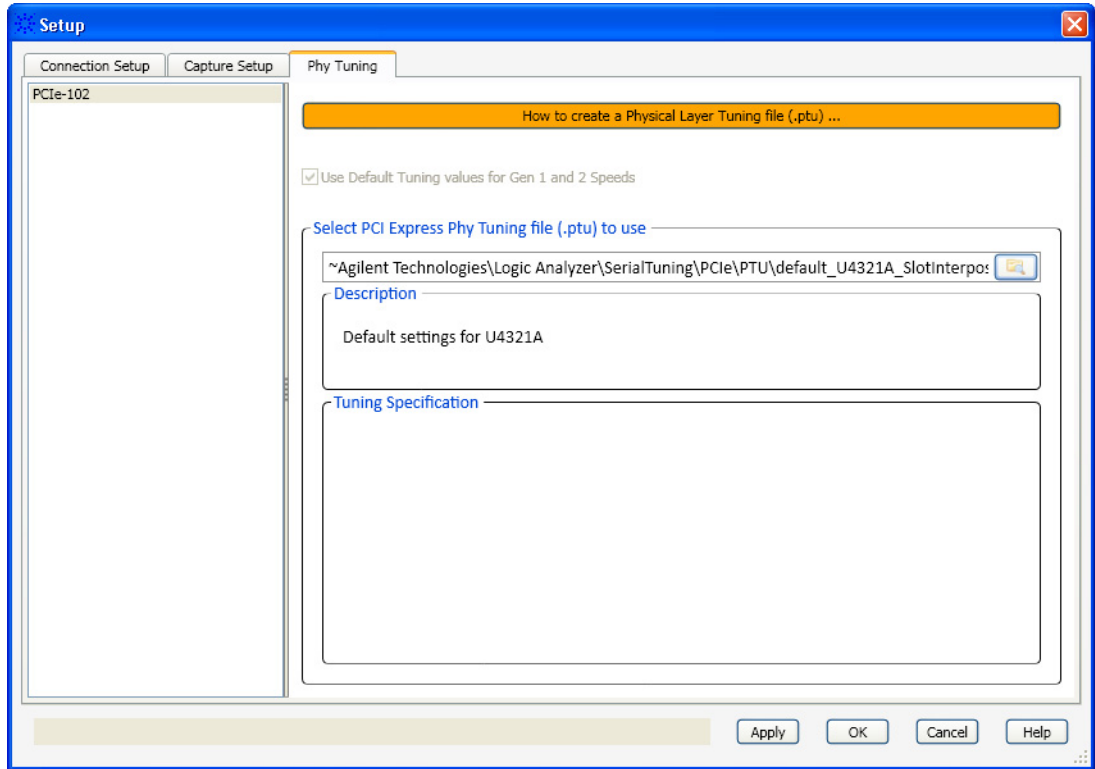 Setup
Connection Setup
Capture Setup
Phy Tuning
PCIe-102
How to create a Physical Layer Tuning file (.ptu) ...
Use Default Tuning values for Gen 1 and 2 Speeds
Select PCI Express Phy Tuning file (.ptu) to use
~Agilent Technologies\Logic Analyzer\SerialTuning\PCIe\PTU\default_U4321A_SlotInterpos
Description
Default settings for U4321A
Tuning Specification
Apply
OK
Cancel
Help